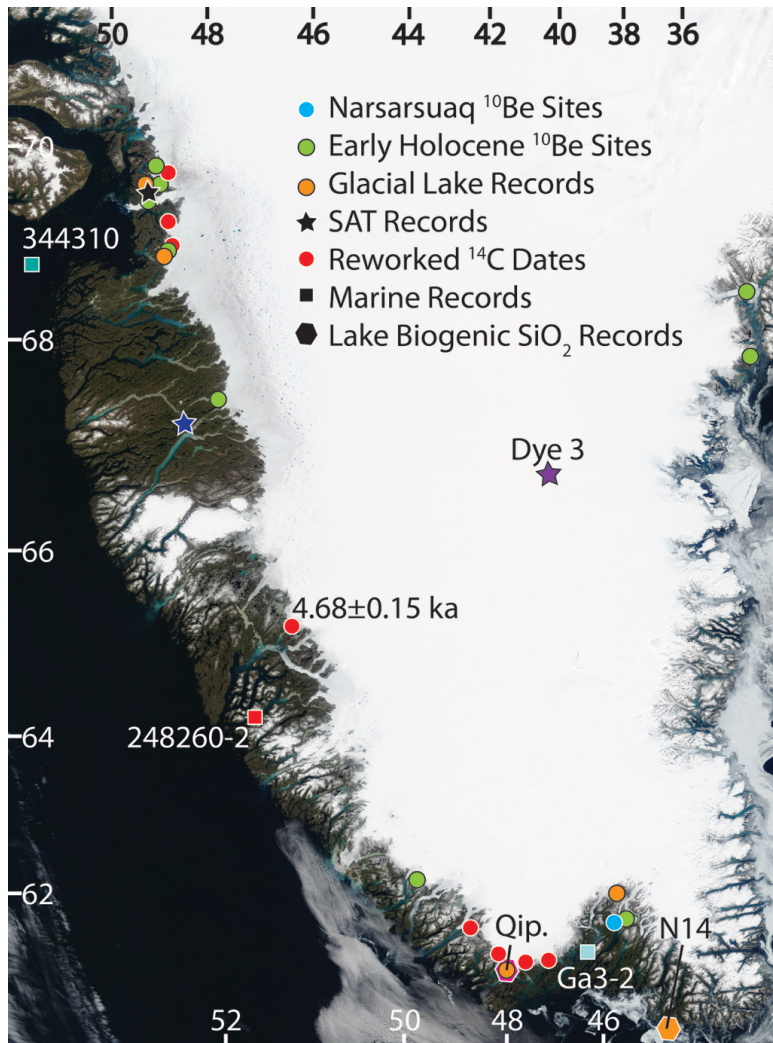 50 48 46 44 42 40 38 36
Narsarsuaq ¹⁰Be Sites
70
Early Holocene ¹⁰Be Sites
Glacial Lake Records
SAT Records
344310
Reworked ¹⁴C Dates
Marine Records
68
Lake Biogenic SiO₂ Records
Dye 3
66
4.68±0.15 ka
248260-2
64
62
Qip.
N14
Ga3-2
52 50 48 46